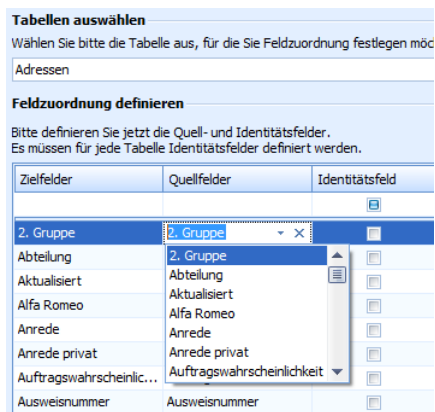 Tabellen auswählen
Wählen Sie bitte die Tabelle aus, für die Sie Feldzuordnung festlegen
Adressen
Feldzuordnung definieren
Bitte definieren Sie jetzt die Quell- und Identitätsfelder.
Es müssen für jede Tabelle Identitätsfelder definiert werden.
Zielfelder Quellfelder Identitätsfeld
2. Gruppe 2. Gruppe
Abteilung 2. Gruppe
Aktualisiert Abteilung
Alfa Romeo Aktualisiert
Anrede Alfa Romeo
Anrede privat Anrede
Auftragswahrscheinlic... Anrede privat
Auftragswahrscheinlichkeit
Ausweisnummer Ausweisnummer